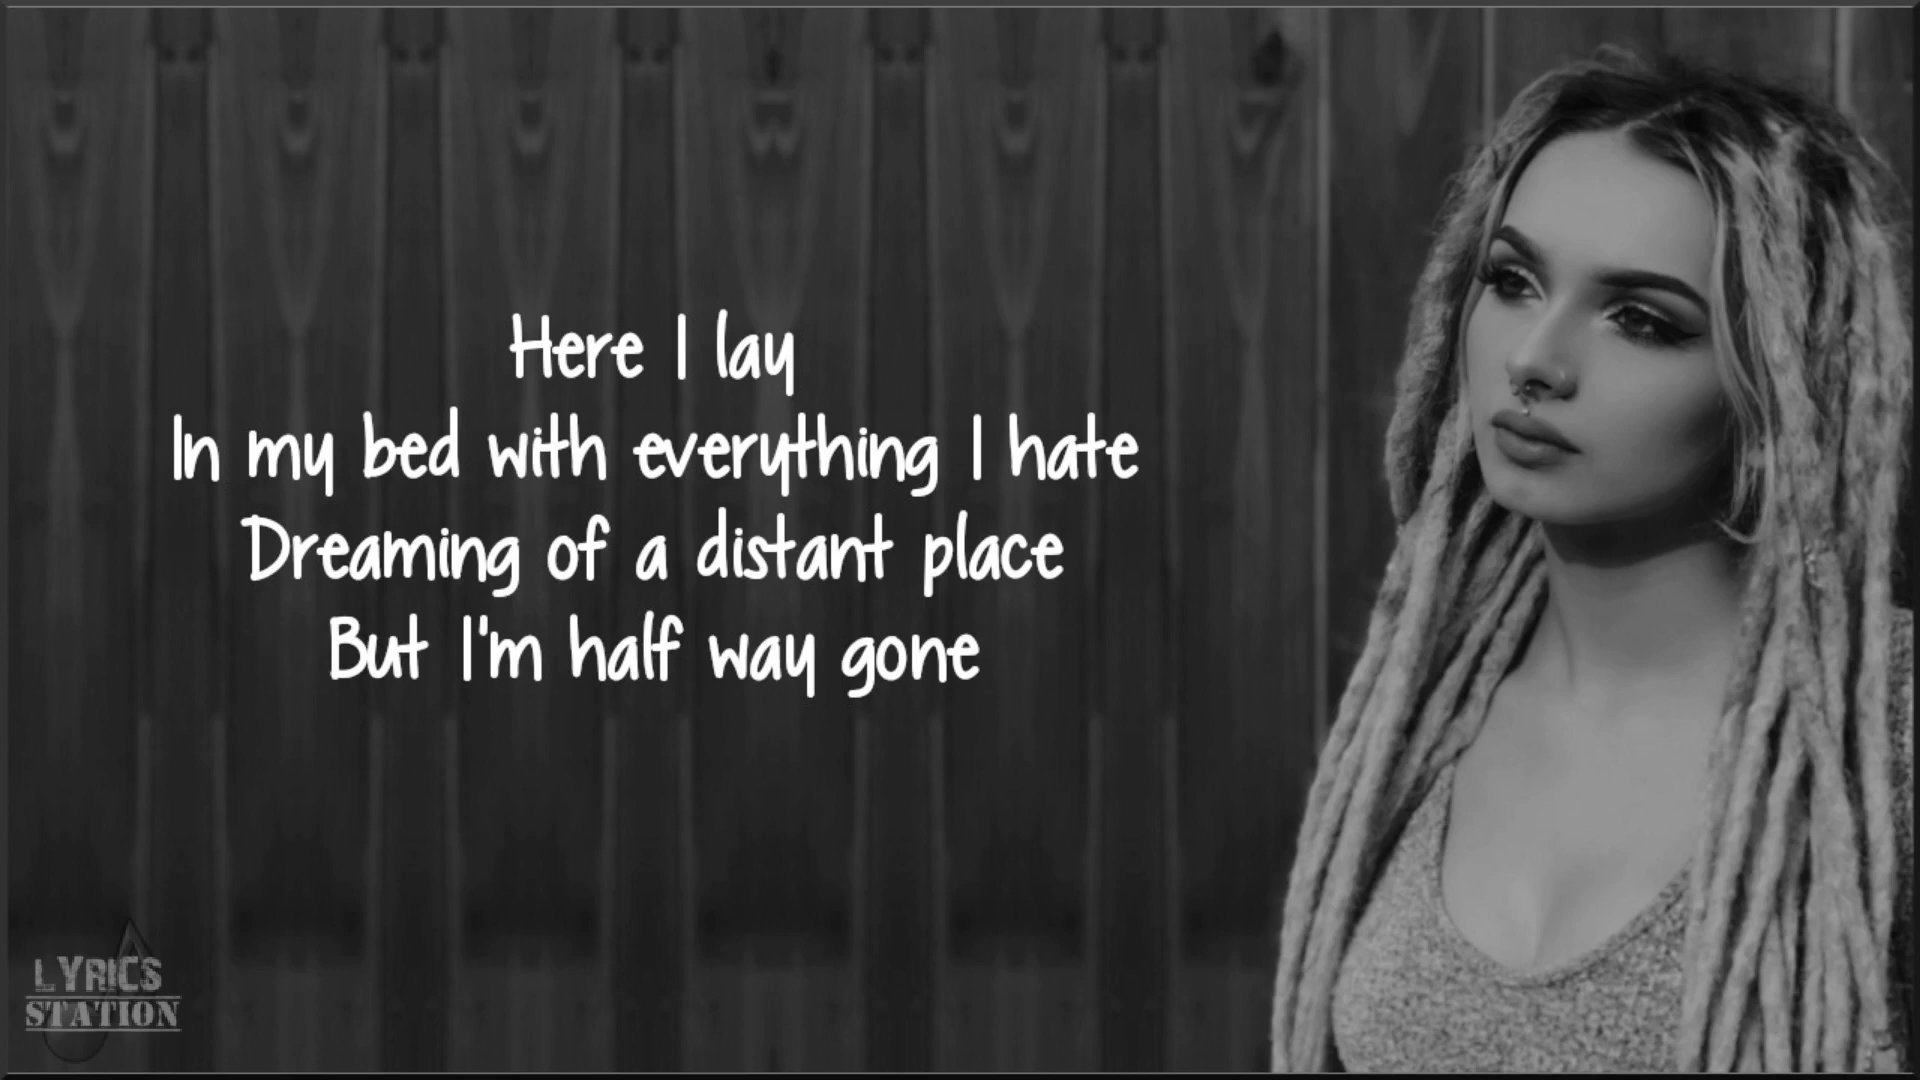 Here I lay
In my bed with everything I hate
Dreaming of a distant place
But I'm half way gone
LYRICS
STATION